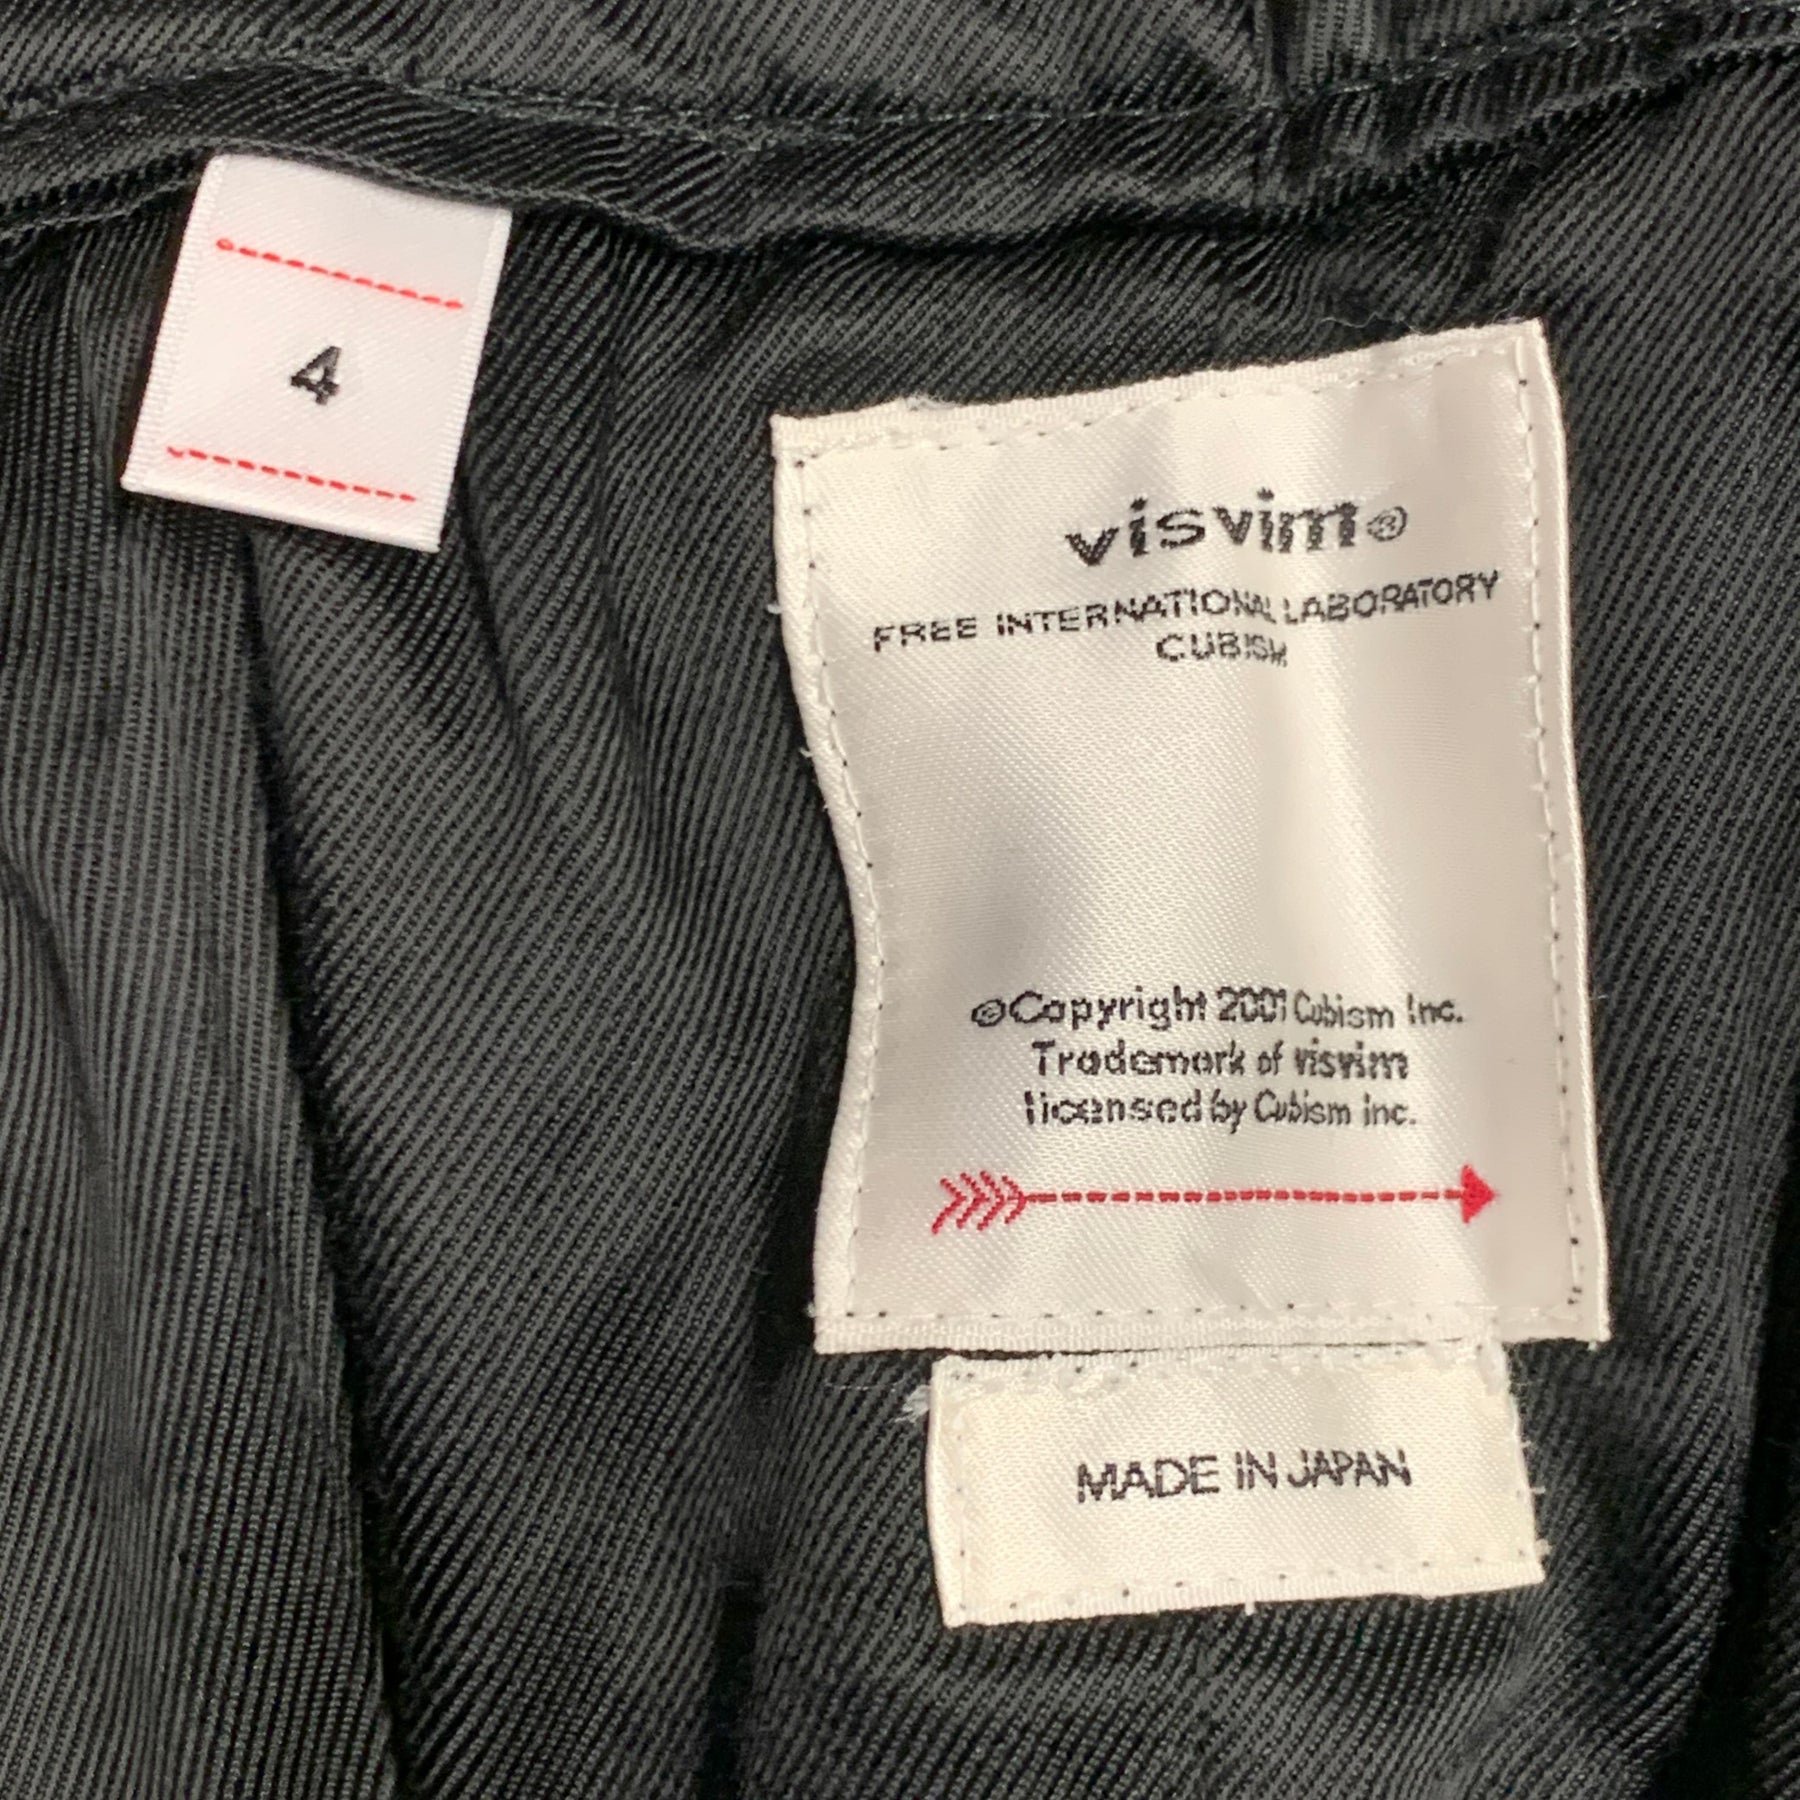 4
visvim®
FREE INTERNATIONAL LABORATORY
CUBISM
©Copyright 2001 Cubism Inc.
Trademark of visvim
licensed by Cubism inc.
MADE IN JAPAN